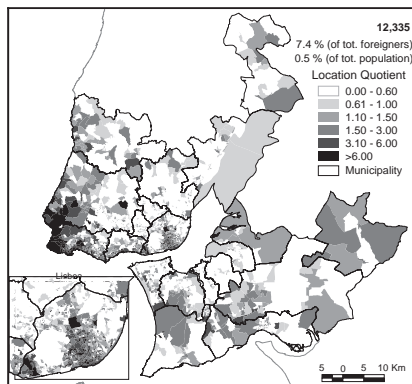 12,335
7.4 % (of tot. foreigners)
0.5 % (of tot. population)
Location Quotient
0.00 - 0.60
0.61 - 1.00
1.10 - 1.50
1.50 - 3.00
3.10 - 6.00
>6.00
Municipality
Lisbon
5 0 5 10 Km